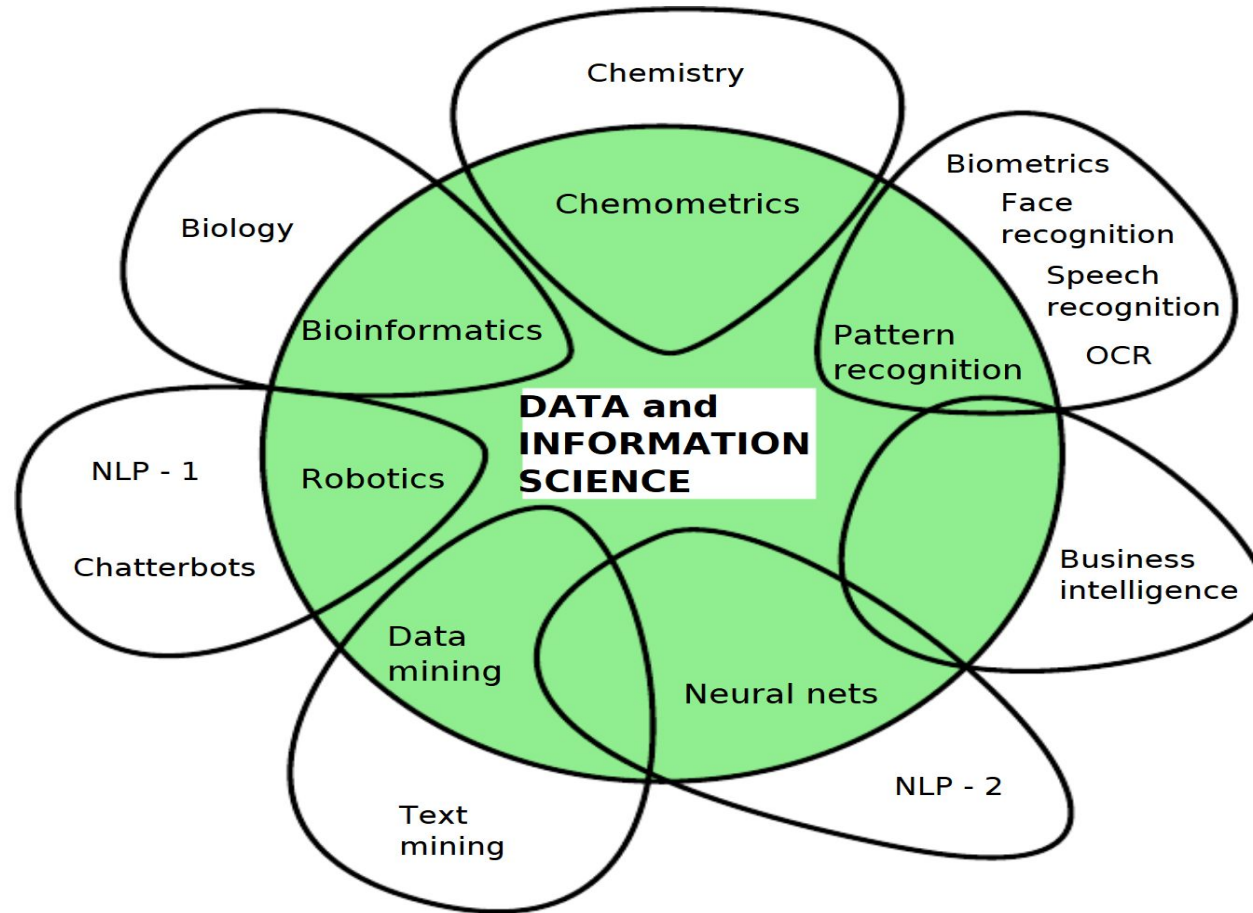 Chemistry
Chemometrics
Biometrics
Face
recognition
Speech
recognition
OCR
Biology
Bioinformatics
Pattern
recognition
DATA and
INFORMATION
SCIENCE
NLP - 1
Robotics
Chatterbots
Business
intelligence
Data
mining
Neural nets
NLP - 2
Text
mining